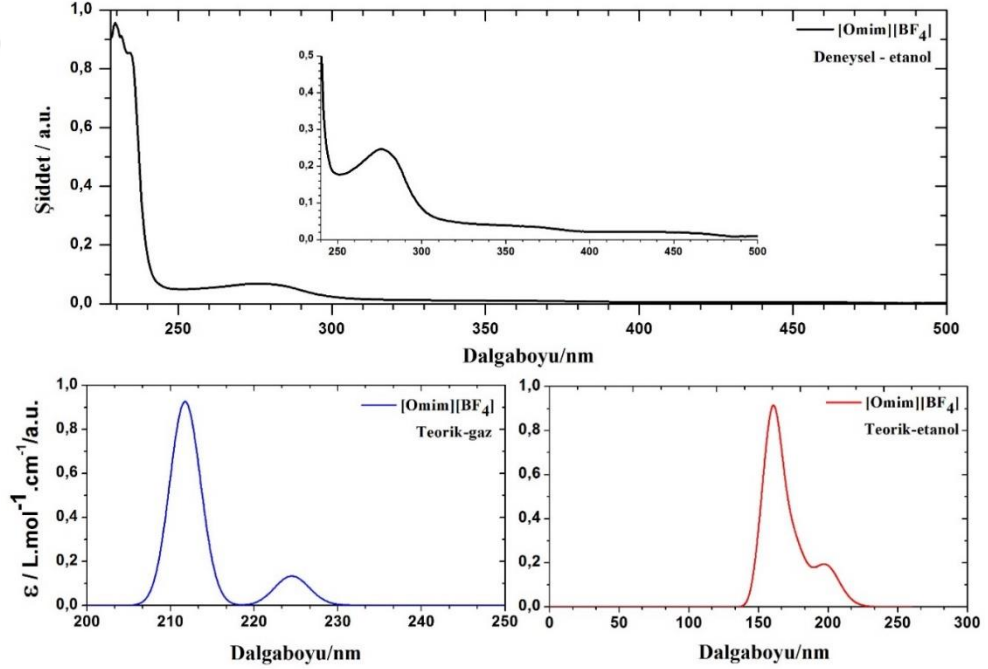 [Omim][BF4]
Deneysel - etanol
Şiddet / a.u.
1,0
0,8
0,6
0,4
0,2
0,0
0,5
0,4
0,3
0,2
0,1
0,0
250 300 350 400 450 500
250 300 350 400 450 500
Dalgaboyu/nm
[Omim][BF4]
Teorik-gaz
ε / L.mol-1.cm-1/a.u.
1,0
0,8
0,6
0,4
0,2
0,0
200 210 220 230 240 250
Dalgaboyu/nm
[Omim][BF4]
Teorik-etanol
1,0
0,8
0,6
0,4
0,2
0,0
0 50 100 150 200 250 300
Dalgaboyu/nm